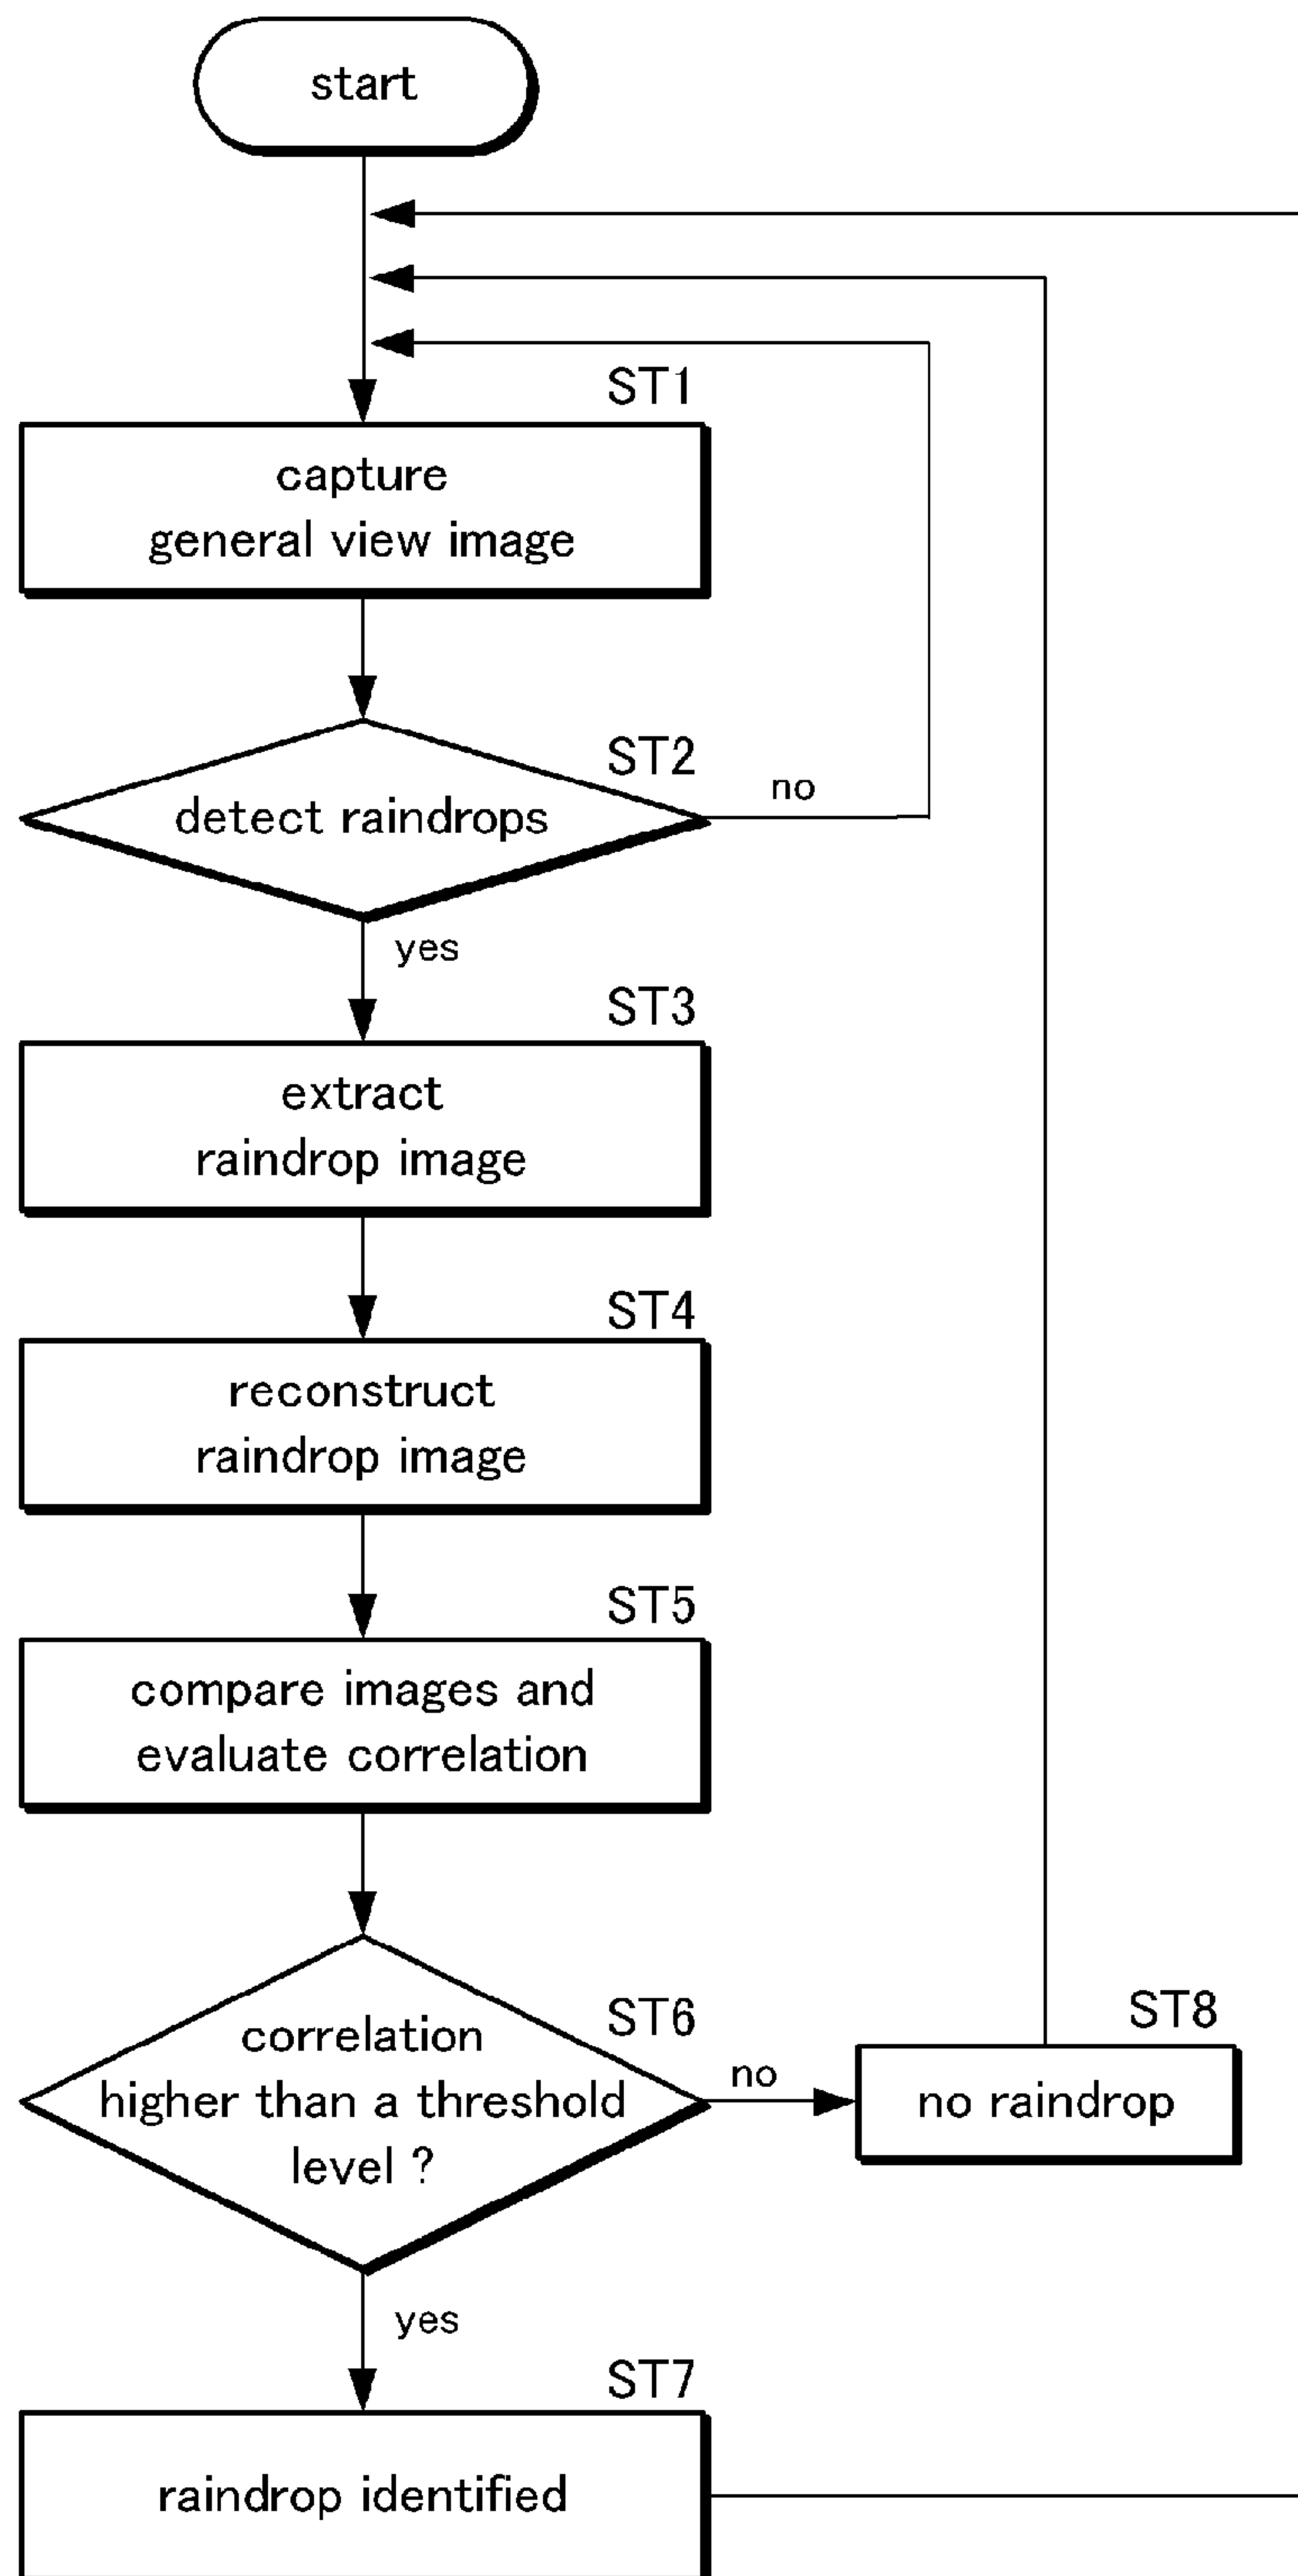 start
ST1
capture
general view image
ST2
detect raindrops
no
yes
ST3
extract
raindrop image
ST4
reconstruct
raindrop image
ST5
compare images and
evaluate correlation
ST6
correlation
higher than a threshold
level ?
no
ST8
no raindrop
yes
ST7
raindrop identified